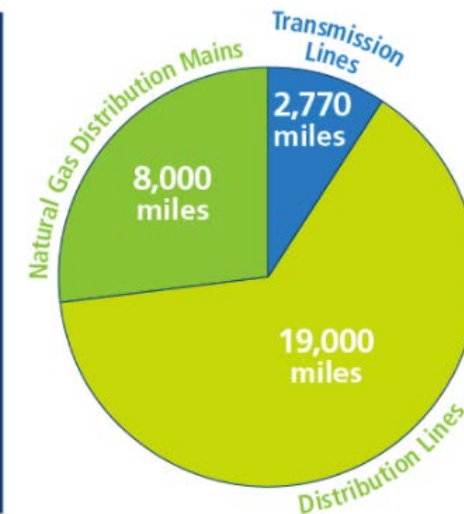 Transmission
Lines
2,770
miles
Natural Gas Distribution Mains
8,000
miles
19,000
miles
Distribution Lines